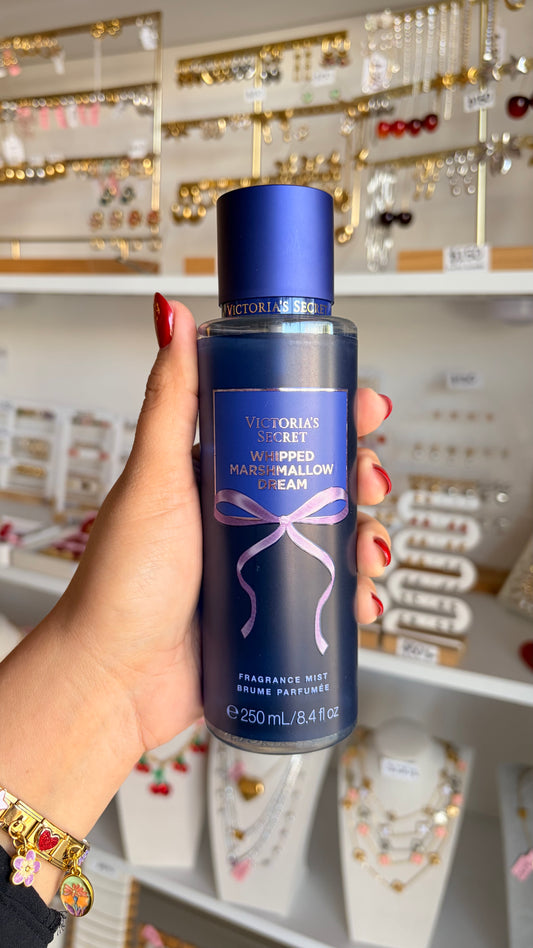 VICTORIA'S SECRET
VICTORIA'S
SECRET
WHIPPED
MARSHMALLOW
DREAM
FRAGRANCE MIST
BRUME PARFUMÉE
℮ 250 mL/8.4 fl oz